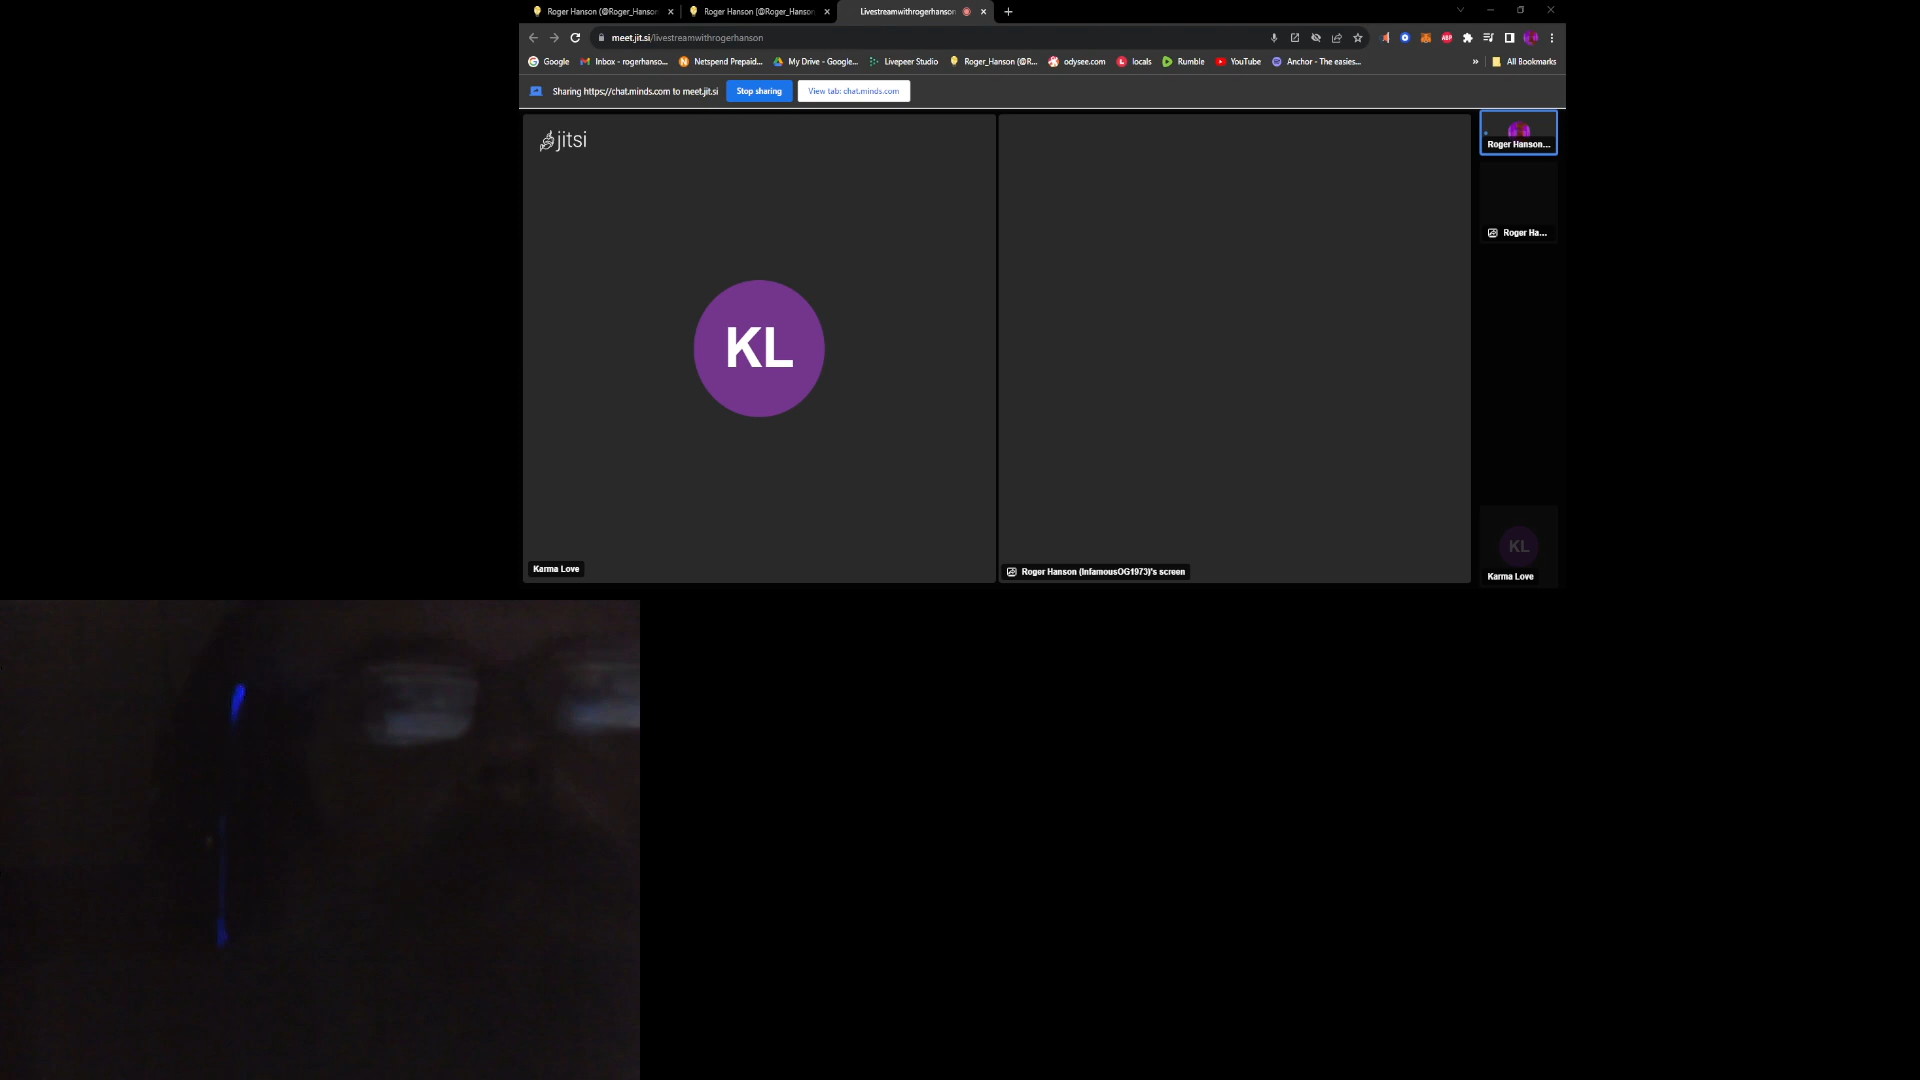 Roger Hanson (@Roger_Hanson
Roger Hanson (@Roger_Hanson
Livestreamwithrogerhanson
meet.jit.si/livestreamwithrogerhanson
Google
Inbox - rogerhanso...
Netspend Prepaid...
My Drive - Google...
Livepeer Studio
Roger_Hanson (@R...
odysee.com
locals
Rumble
YouTube
Anchor - The easies...
»
All Bookmarks
Sharing https://chat.minds.com to meet.jit.si
Stop sharing
View tab: chat.minds.com
jitsi
KL
Karma Love
Roger Hanson (InfamousOG1973)'s screen
Roger Hanson...
Roger Ha...
KL
Karma Love
ABP